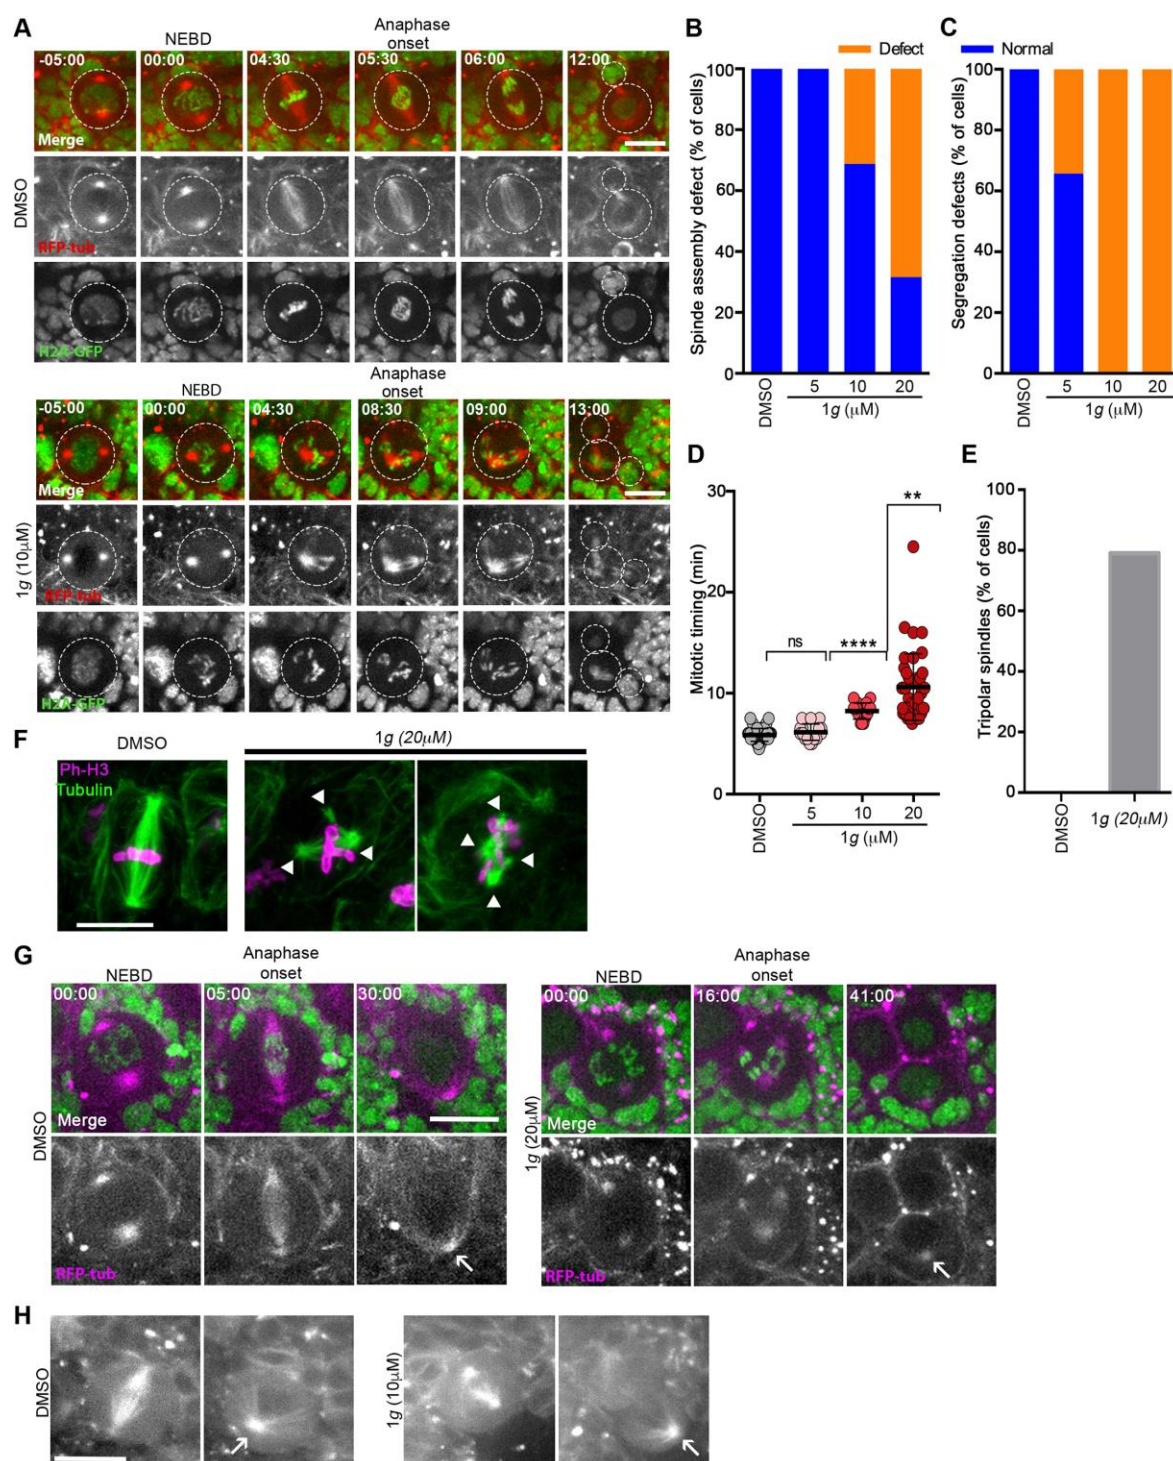 A
NEBD
Anaphase
onset
-05:00 00:00 04:30 05:30 06:00 12:00
Merge
DMSO
RFP-tub
H2A-GFP
NEBD
Anaphase
onset
-05:00 00:00 04:30 08:30 09:00 13:00
Merge
1g (10μM)
RFP-tub
H2A-GFP
B
C
Defect
Normal
Spinde assembly defect (% of cells)
100
80
60
40
20
0
DMSO
5 10 20
1g (μM)
Segregation defects (% of cells)
100
80
60
40
20
0
DMSO
5 10 20
1g (μM)
D
Mitotic timing (min)
30
20
10
0
ns
****
**
DMSO
5 10 20
1g (μM)
E
Tripolar spindles (% of cells)
100
80
60
40
20
0
DMSO
1g (20μM)
F
DMSO
1g (20μM)
Ph-H3
Tubulin
G
NEBD
Anaphase
onset
00:00 05:00 30:00
DMSO
Merge
RFP-tub
NEBD
Anaphase
onset
00:00 16:00 41:00
1g (20μM)
Merge
RFP-tub
H
DMSO
1g (10μM)